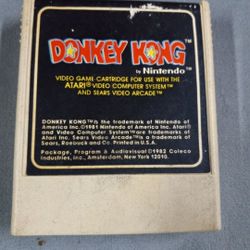 DONKEY KONG™
by Nintendo®
VIDEO GAME CARTRIDGE FOR USE WITH THE
ATARI® VIDEO COMPUTER SYSTEM™
AND SEARS VIDEO ARCADE™
DONKEY KONG™ is the trademark of Nintendo of
America Inc. ©1981 Nintendo of America Inc. Atari®
and Video Computer System™ are trademarks of
Atari Inc. Sears Video Arcade™ is a trademark of
Sears, Roebuck and Co. Printed in U.S.A.
Package, Program & Audiovisual ©1982 Coleco
Industries, Inc., Amsterdam, New York 12010.